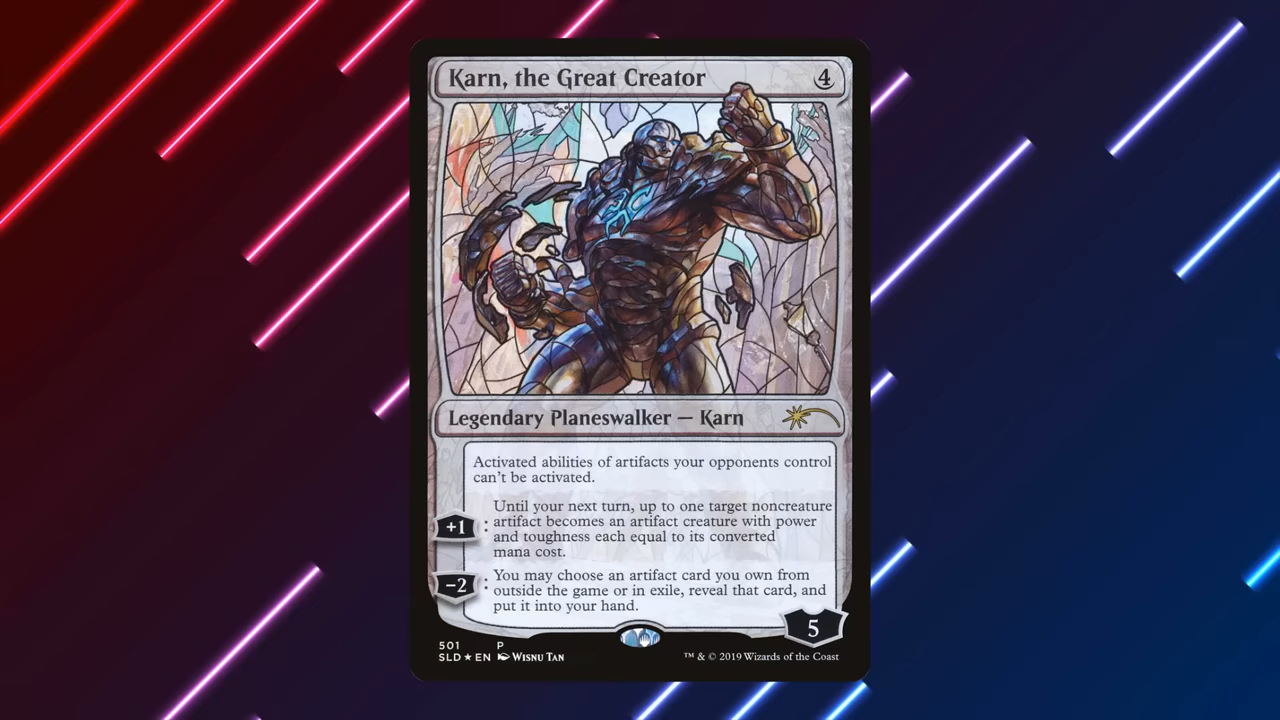 Karn, the Great Creator 4
Legendary Planeswalker — Karn
Activated abilities of artifacts your opponents control
can't be activated.
+1 : Until your next turn, up to one target noncreature
artifact becomes an artifact creature with power
and toughness each equal to its converted
mana cost.
−2 : You may choose an artifact card you own from
outside the game or in exile, reveal that card, and
put it into your hand.
5
501 P
SLD ★ EN Wisnu Tan
™ & © 2019 Wizards of the Coast